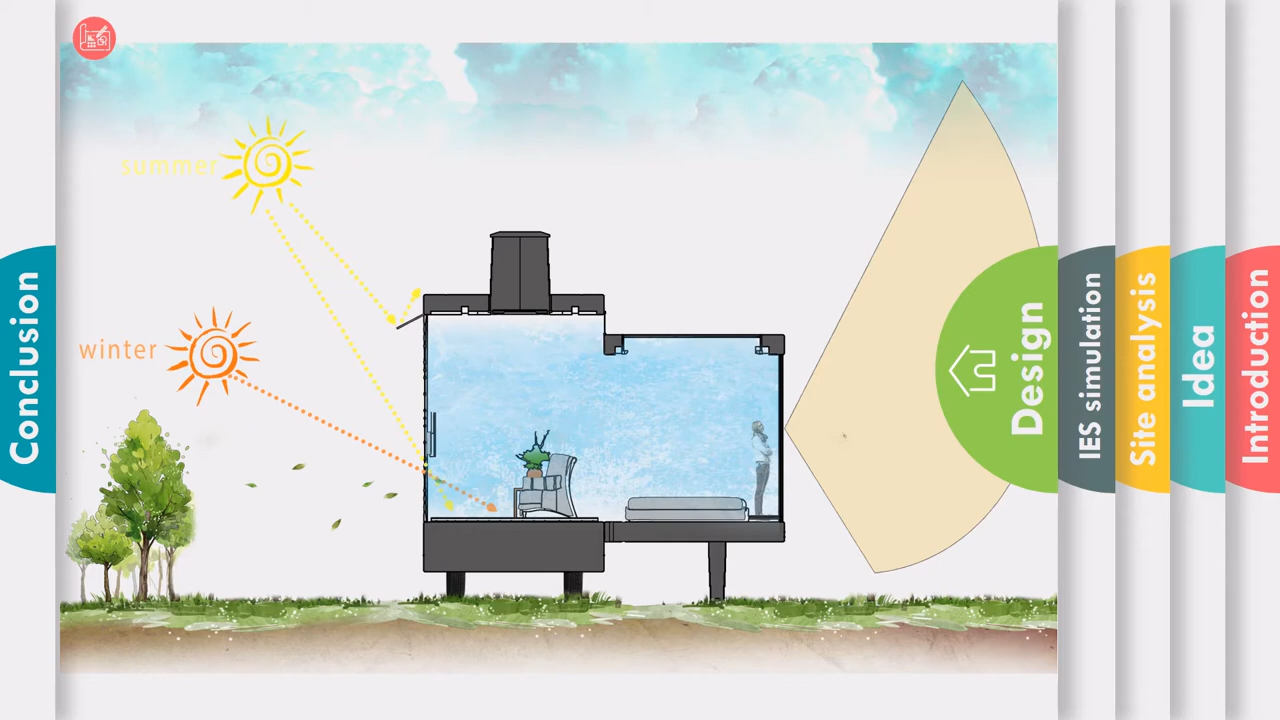 Conclusion
summer
winter
Design
IES simulation
Site analysis
Idea
Introduction